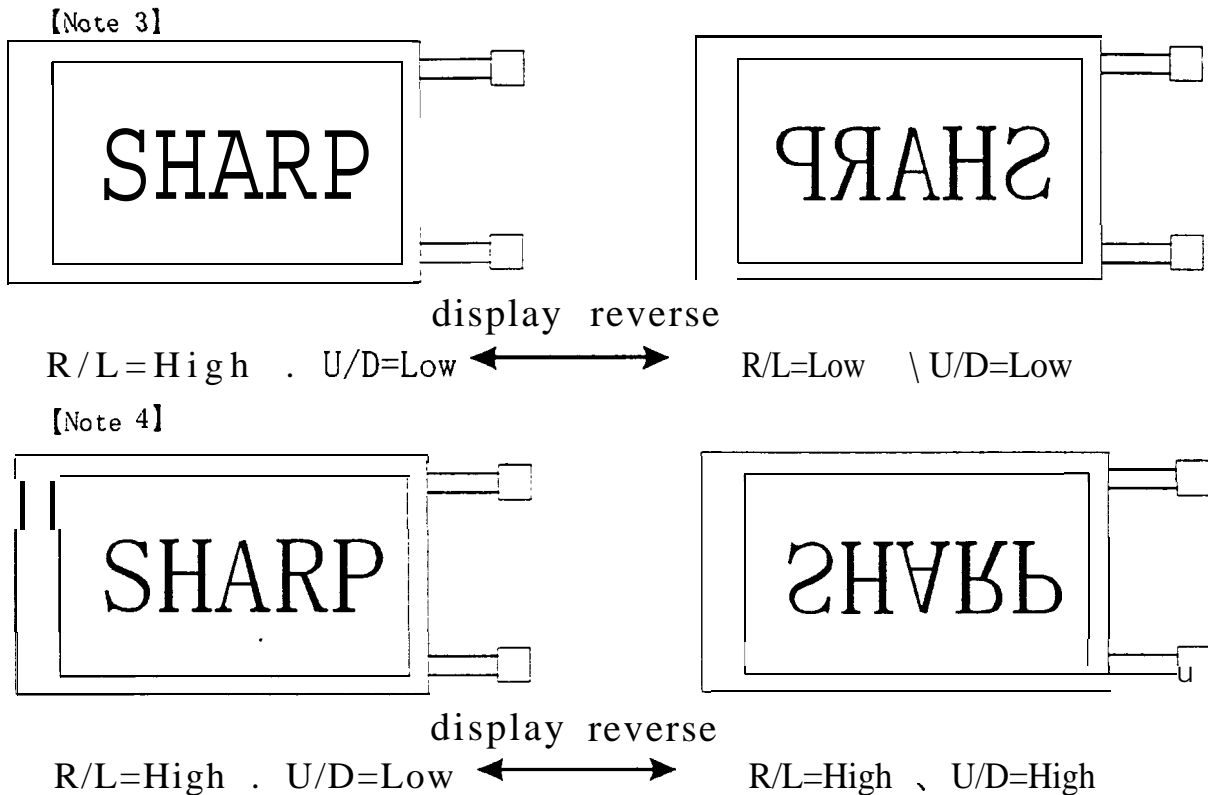 【Note 3】
SHARP
SHARP
display reverse
R/L=High . U/D=Low
R/L=Low \ U/D=Low
【Note 4】
SHARP
SHARP
u
display reverse
R/L=High . U/D=Low
R/L=High 、 U/D=High